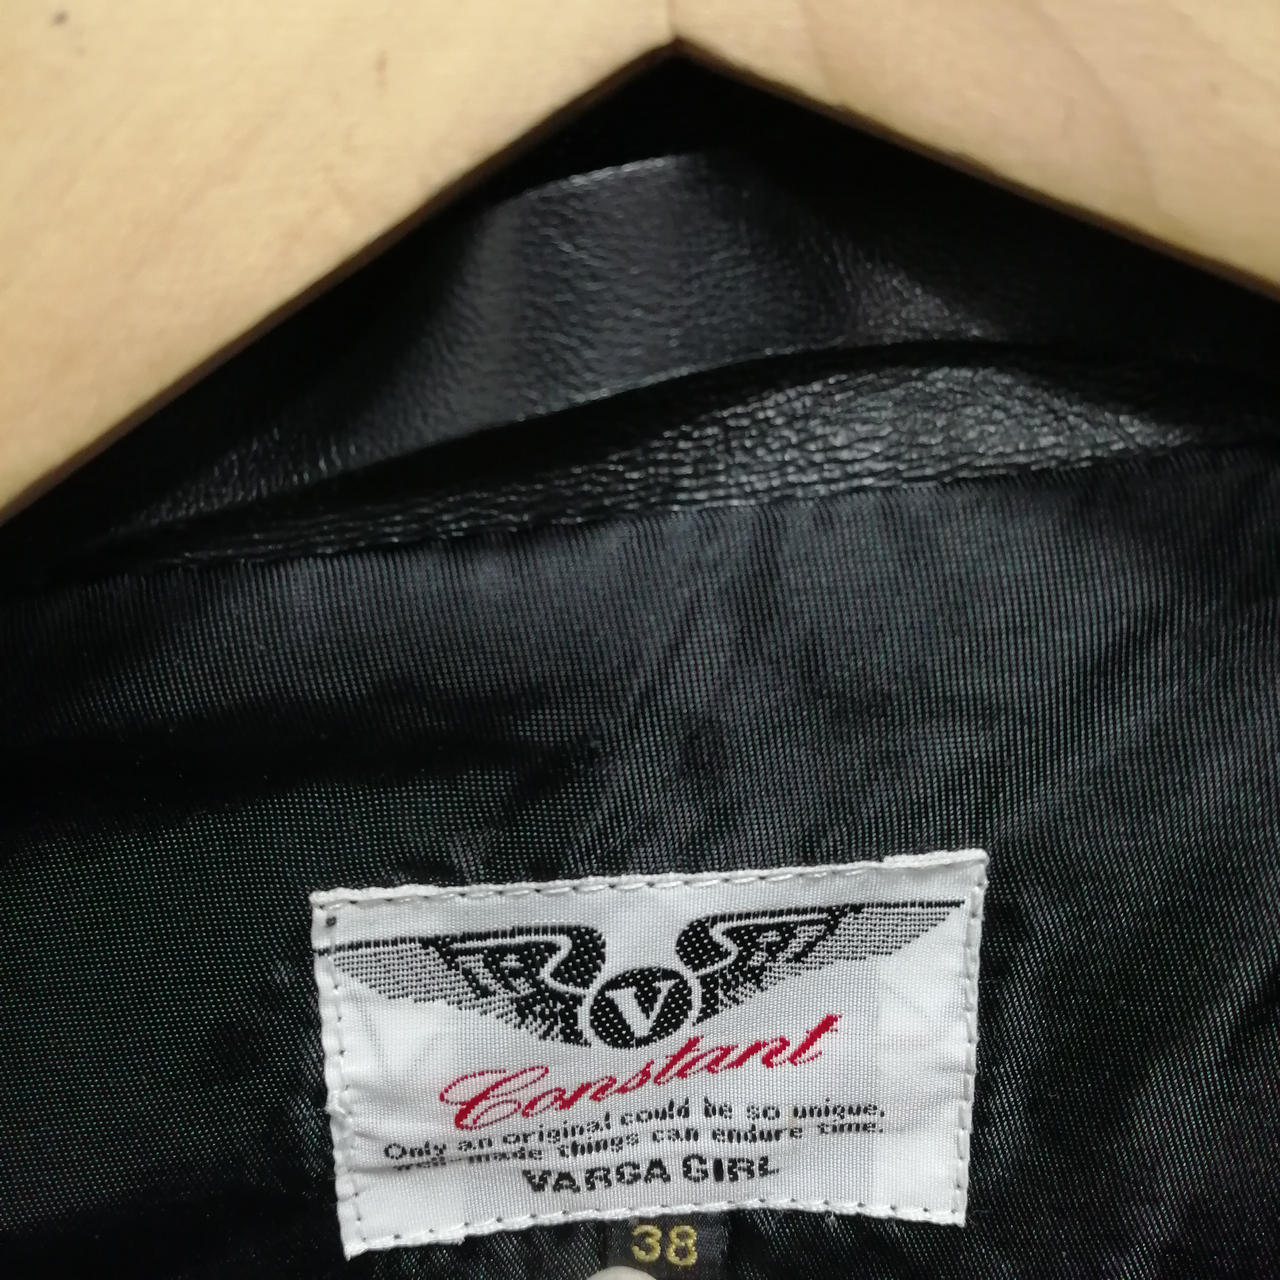 V
Constant
Only an original could be so unique,
well-made things can endure time.
VARGA GIRL
38